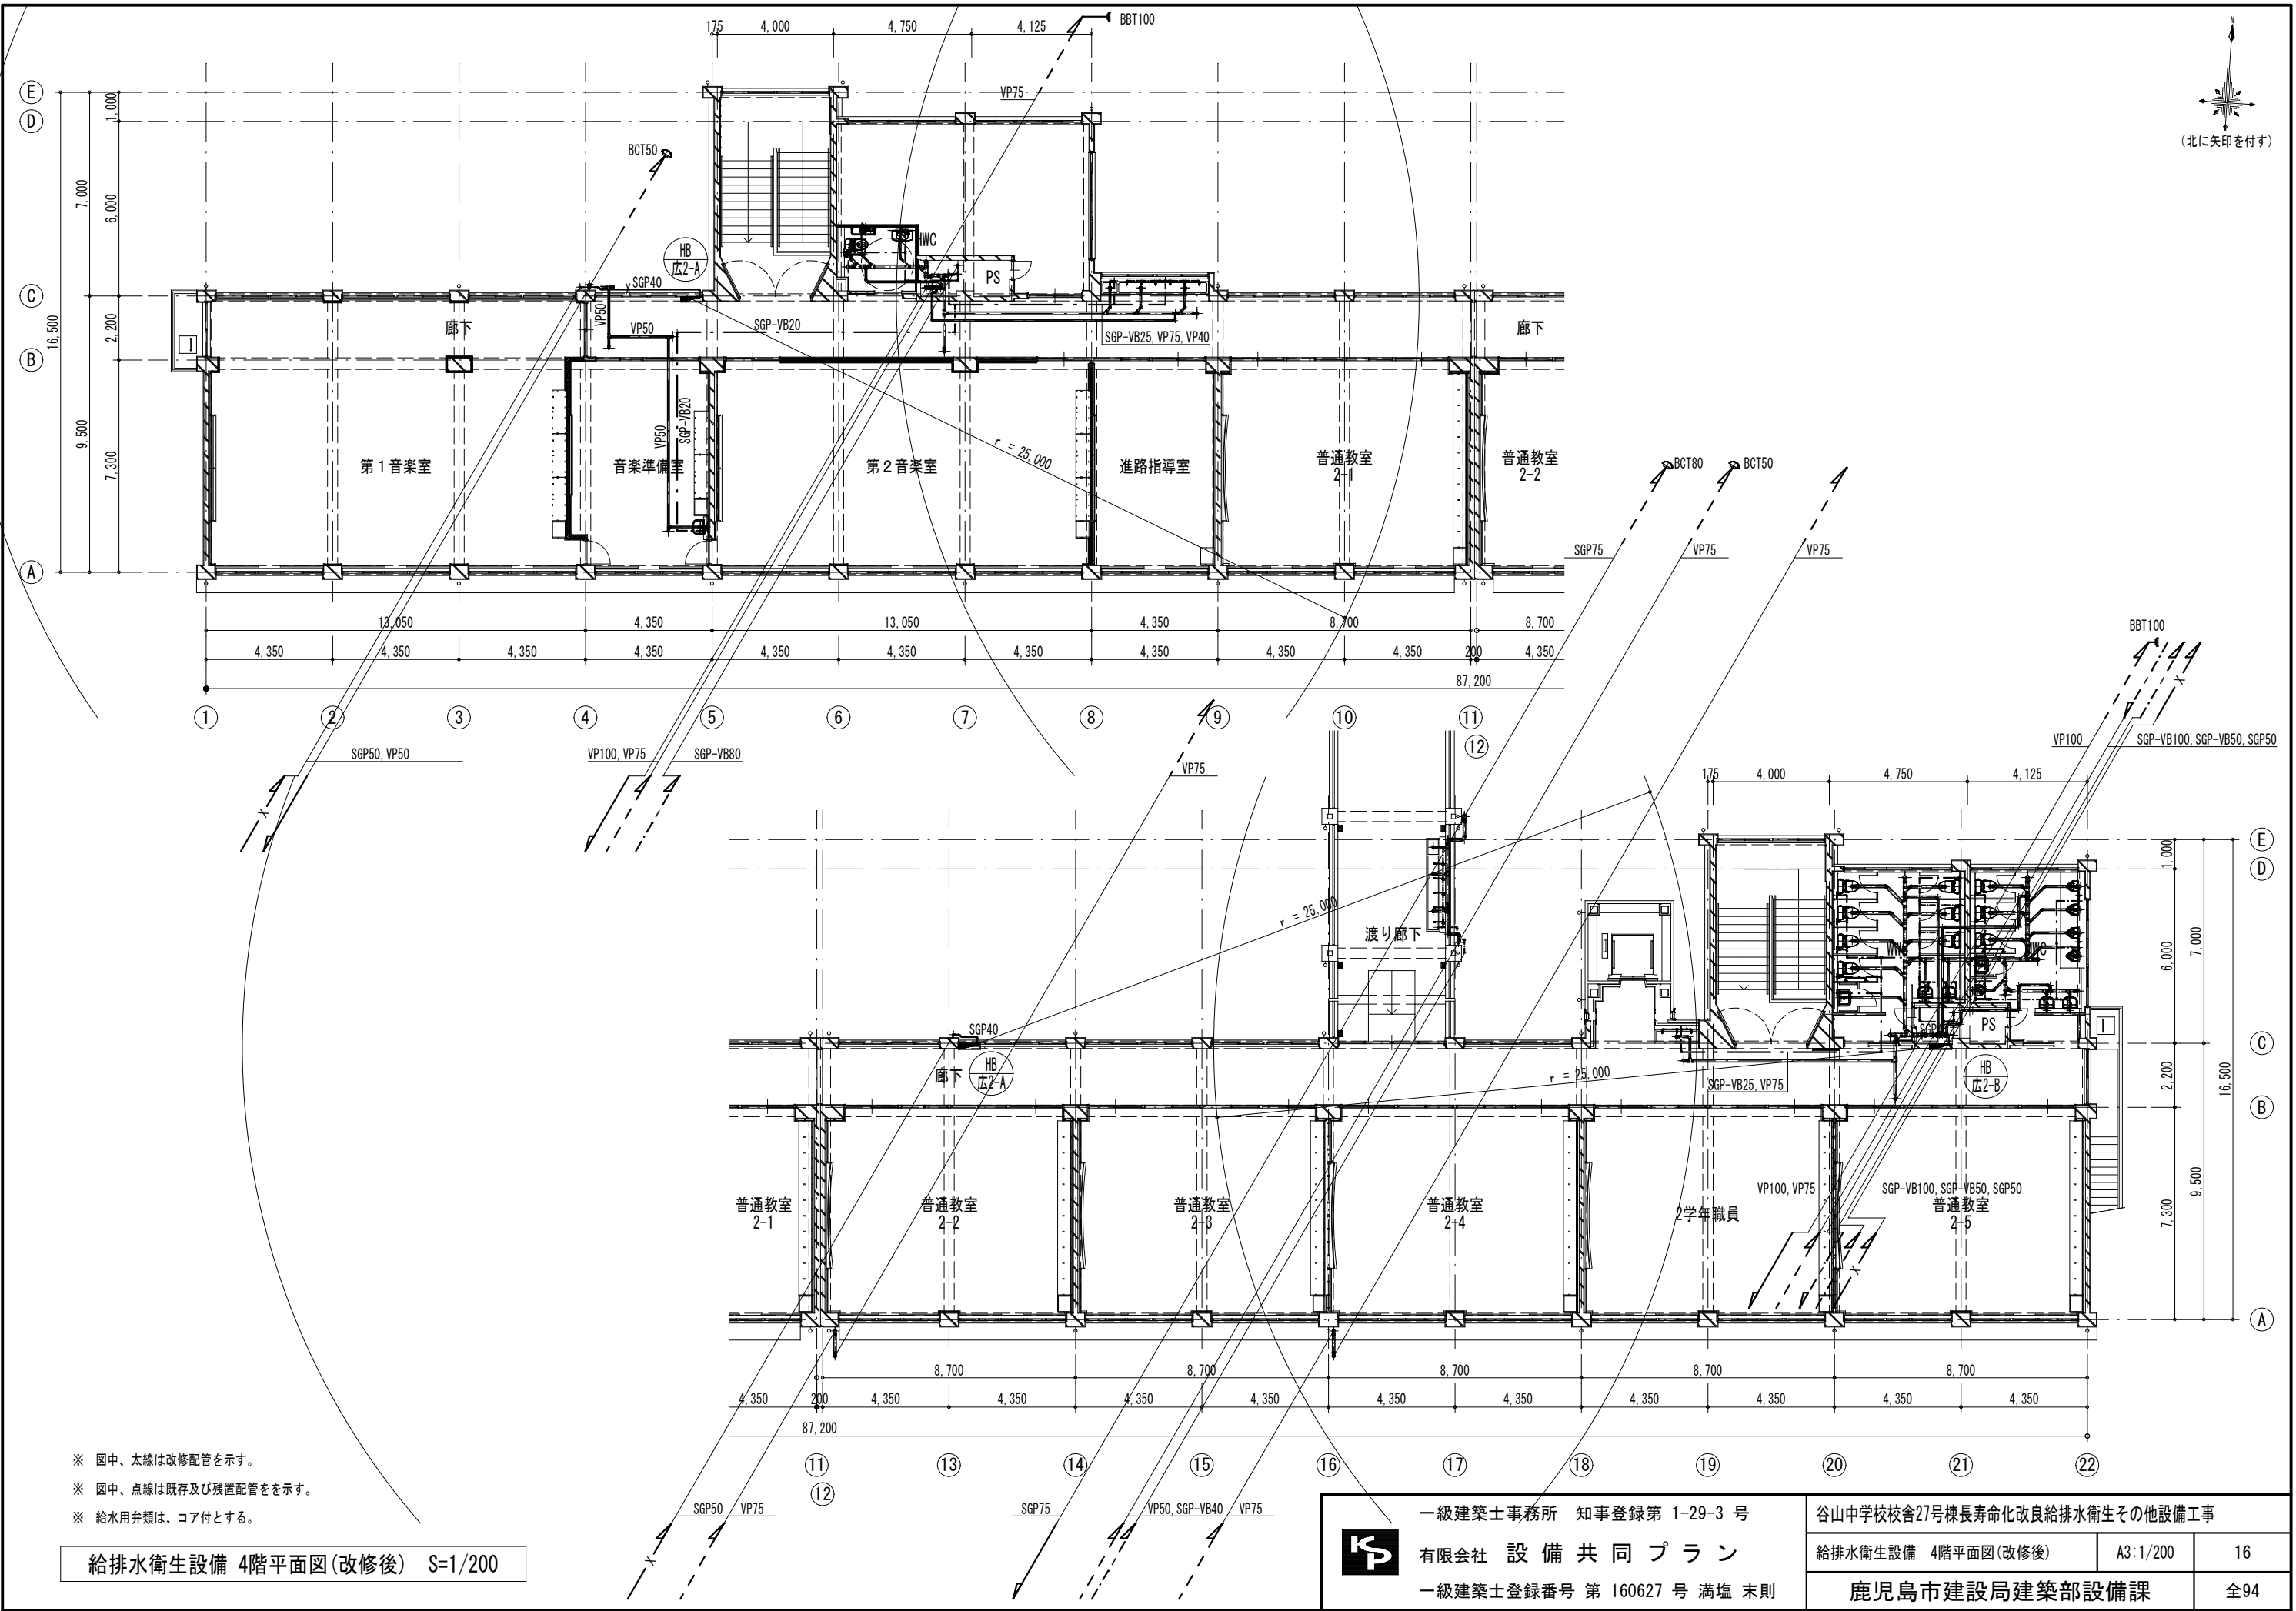 175
4,000
4,750
4,125
BBT100
N
(北に矢印を付す)
VP75
E
D
C
B
A
1,000
7,000
6,000
16,500
2,200
9,500
7,300
BCT50
HB
広2-A
SGP40
VP50
VP50
SGP-VB20
PS
SGP-VB25, VP75, VP40
廊下
廊下
VP50
SGP-VB20
第1音楽室
音楽準備室
第2音楽室
進路指導室
普通教室
2-1
普通教室
2-2
r = 25,000
BCT80
BCT50
SGP75
VP75
VP75
13,050
4,350
13,050
4,350
8,700
8,700
4,350
4,350
4,350
4,350
4,350
4,350
4,350
4,350
4,350
4,350
200
4,350
87,200
1
2
3
4
5
6
7
8
9
10
11
12
SGP50, VP50
VP100, VP75
SGP-VB80
VP75
BBT100
VP100
SGP-VB100, SGP-VB50, SGP50
175
4,000
4,750
4,125
E
D
C
B
A
1,000
6,000
7,000
2,200
16,500
9,500
7,300
r = 25,000
渡り廊下
SGP40
廊下
HB
広2-A
r = 25,000
SGP-VB25, VP75
PS
HB
広2-B
VP100, VP75
SGP-VB100, SGP-VB50, SGP50
普通教室
2-1
普通教室
2-2
普通教室
2-3
普通教室
2-4
2学年職員
普通教室
2-5
8,700
8,700
8,700
8,700
8,700
4,350
200
4,350
4,350
4,350
4,350
4,350
4,350
4,350
4,350
4,350
4,350
87,200
11
12
13
14
15
16
17
18
19
20
21
22
SGP50
VP75
SGP75
VP50, SGP-VB40
VP75
※ 図中、太線は改修配管を示す。
※ 図中、点線は既存及び残置配管をを示す。
※ 給水用弁類は、コア付とする。
給排水衛生設備 4階平面図(改修後) S=1/200
KP
一級建築士事務所 知事登録第 1-29-3 号
有限会社 設備共同プラン
一級建築士登録番号 第 160627 号 満塩 末則
谷山中学校校舎27号棟長寿命化改良給排水衛生その他設備工事
給排水衛生設備 4階平面図(改修後)
A3:1/200
16
鹿児島市建設局建築部設備課
全94